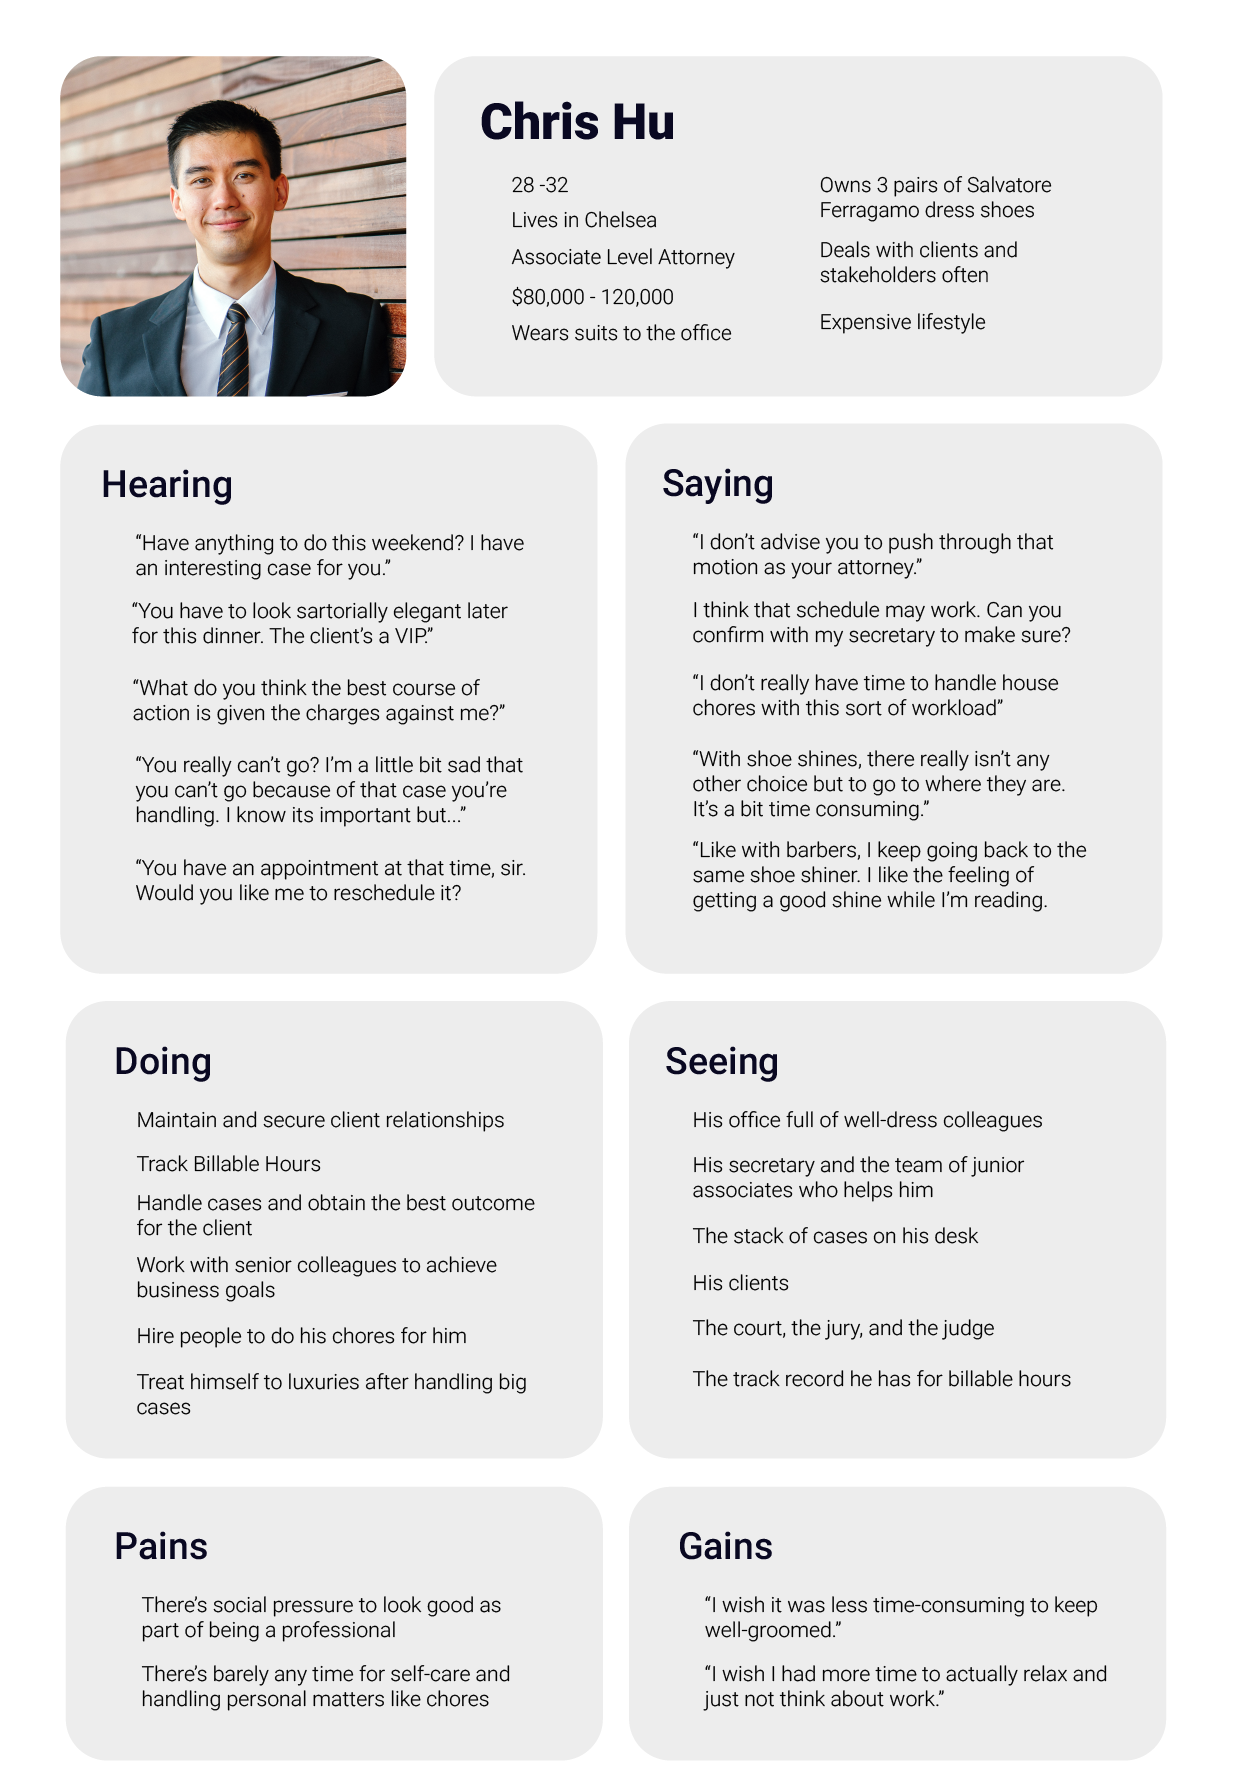 Chris Hu
28 -32
Lives in Chelsea
Associate Level Attorney
$80,000 - 120,000
Wears suits to the office
Owns 3 pairs of Salvatore
Ferragamo dress shoes
Deals with clients and
stakeholders often
Expensive lifestyle
Hearing
“Have anything to do this weekend? I have
an interesting case for you.”
“You have to look sartorially elegant later
for this dinner. The client’s a VIP.”
“What do you think the best course of
action is given the charges against me?”
“You really can’t go? I’m a little bit sad that
you can’t go because of that case you’re
handling. I know its important but...”
“You have an appointment at that time, sir.
Would you like me to reschedule it?
Saying
“I don’t advise you to push through that
motion as your attorney.”
I think that schedule may work. Can you
confirm with my secretary to make sure?
“I don’t really have time to handle house
chores with this sort of workload”
“With shoe shines, there really isn’t any
other choice but to go to where they are.
It’s a bit time consuming.”
“Like with barbers, I keep going back to the
same shoe shiner. I like the feeling of
getting a good shine while I’m reading.
Doing
Maintain and secure client relationships
Track Billable Hours
Handle cases and obtain the best outcome
for the client
Work with senior colleagues to achieve
business goals
Hire people to do his chores for him
Treat himself to luxuries after handling big
cases
Seeing
His office full of well-dress colleagues
His secretary and the team of junior
associates who helps him
The stack of cases on his desk
His clients
The court, the jury, and the judge
The track record he has for billable hours
Pains
There’s social pressure to look good as
part of being a professional
There’s barely any time for self-care and
handling personal matters like chores
Gains
“I wish it was less time-consuming to keep
well-groomed.”
“I wish I had more time to actually relax and
just not think about work.”